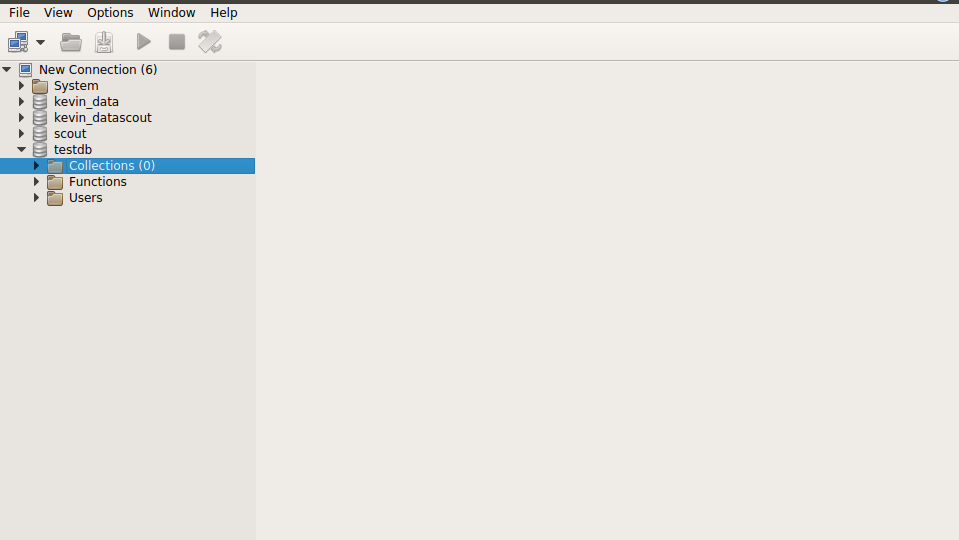 File View Options Window Help
New Connection (6)
System
kevin_data
kevin_datascout
scout
testdb
Collections (0)
Functions
Users